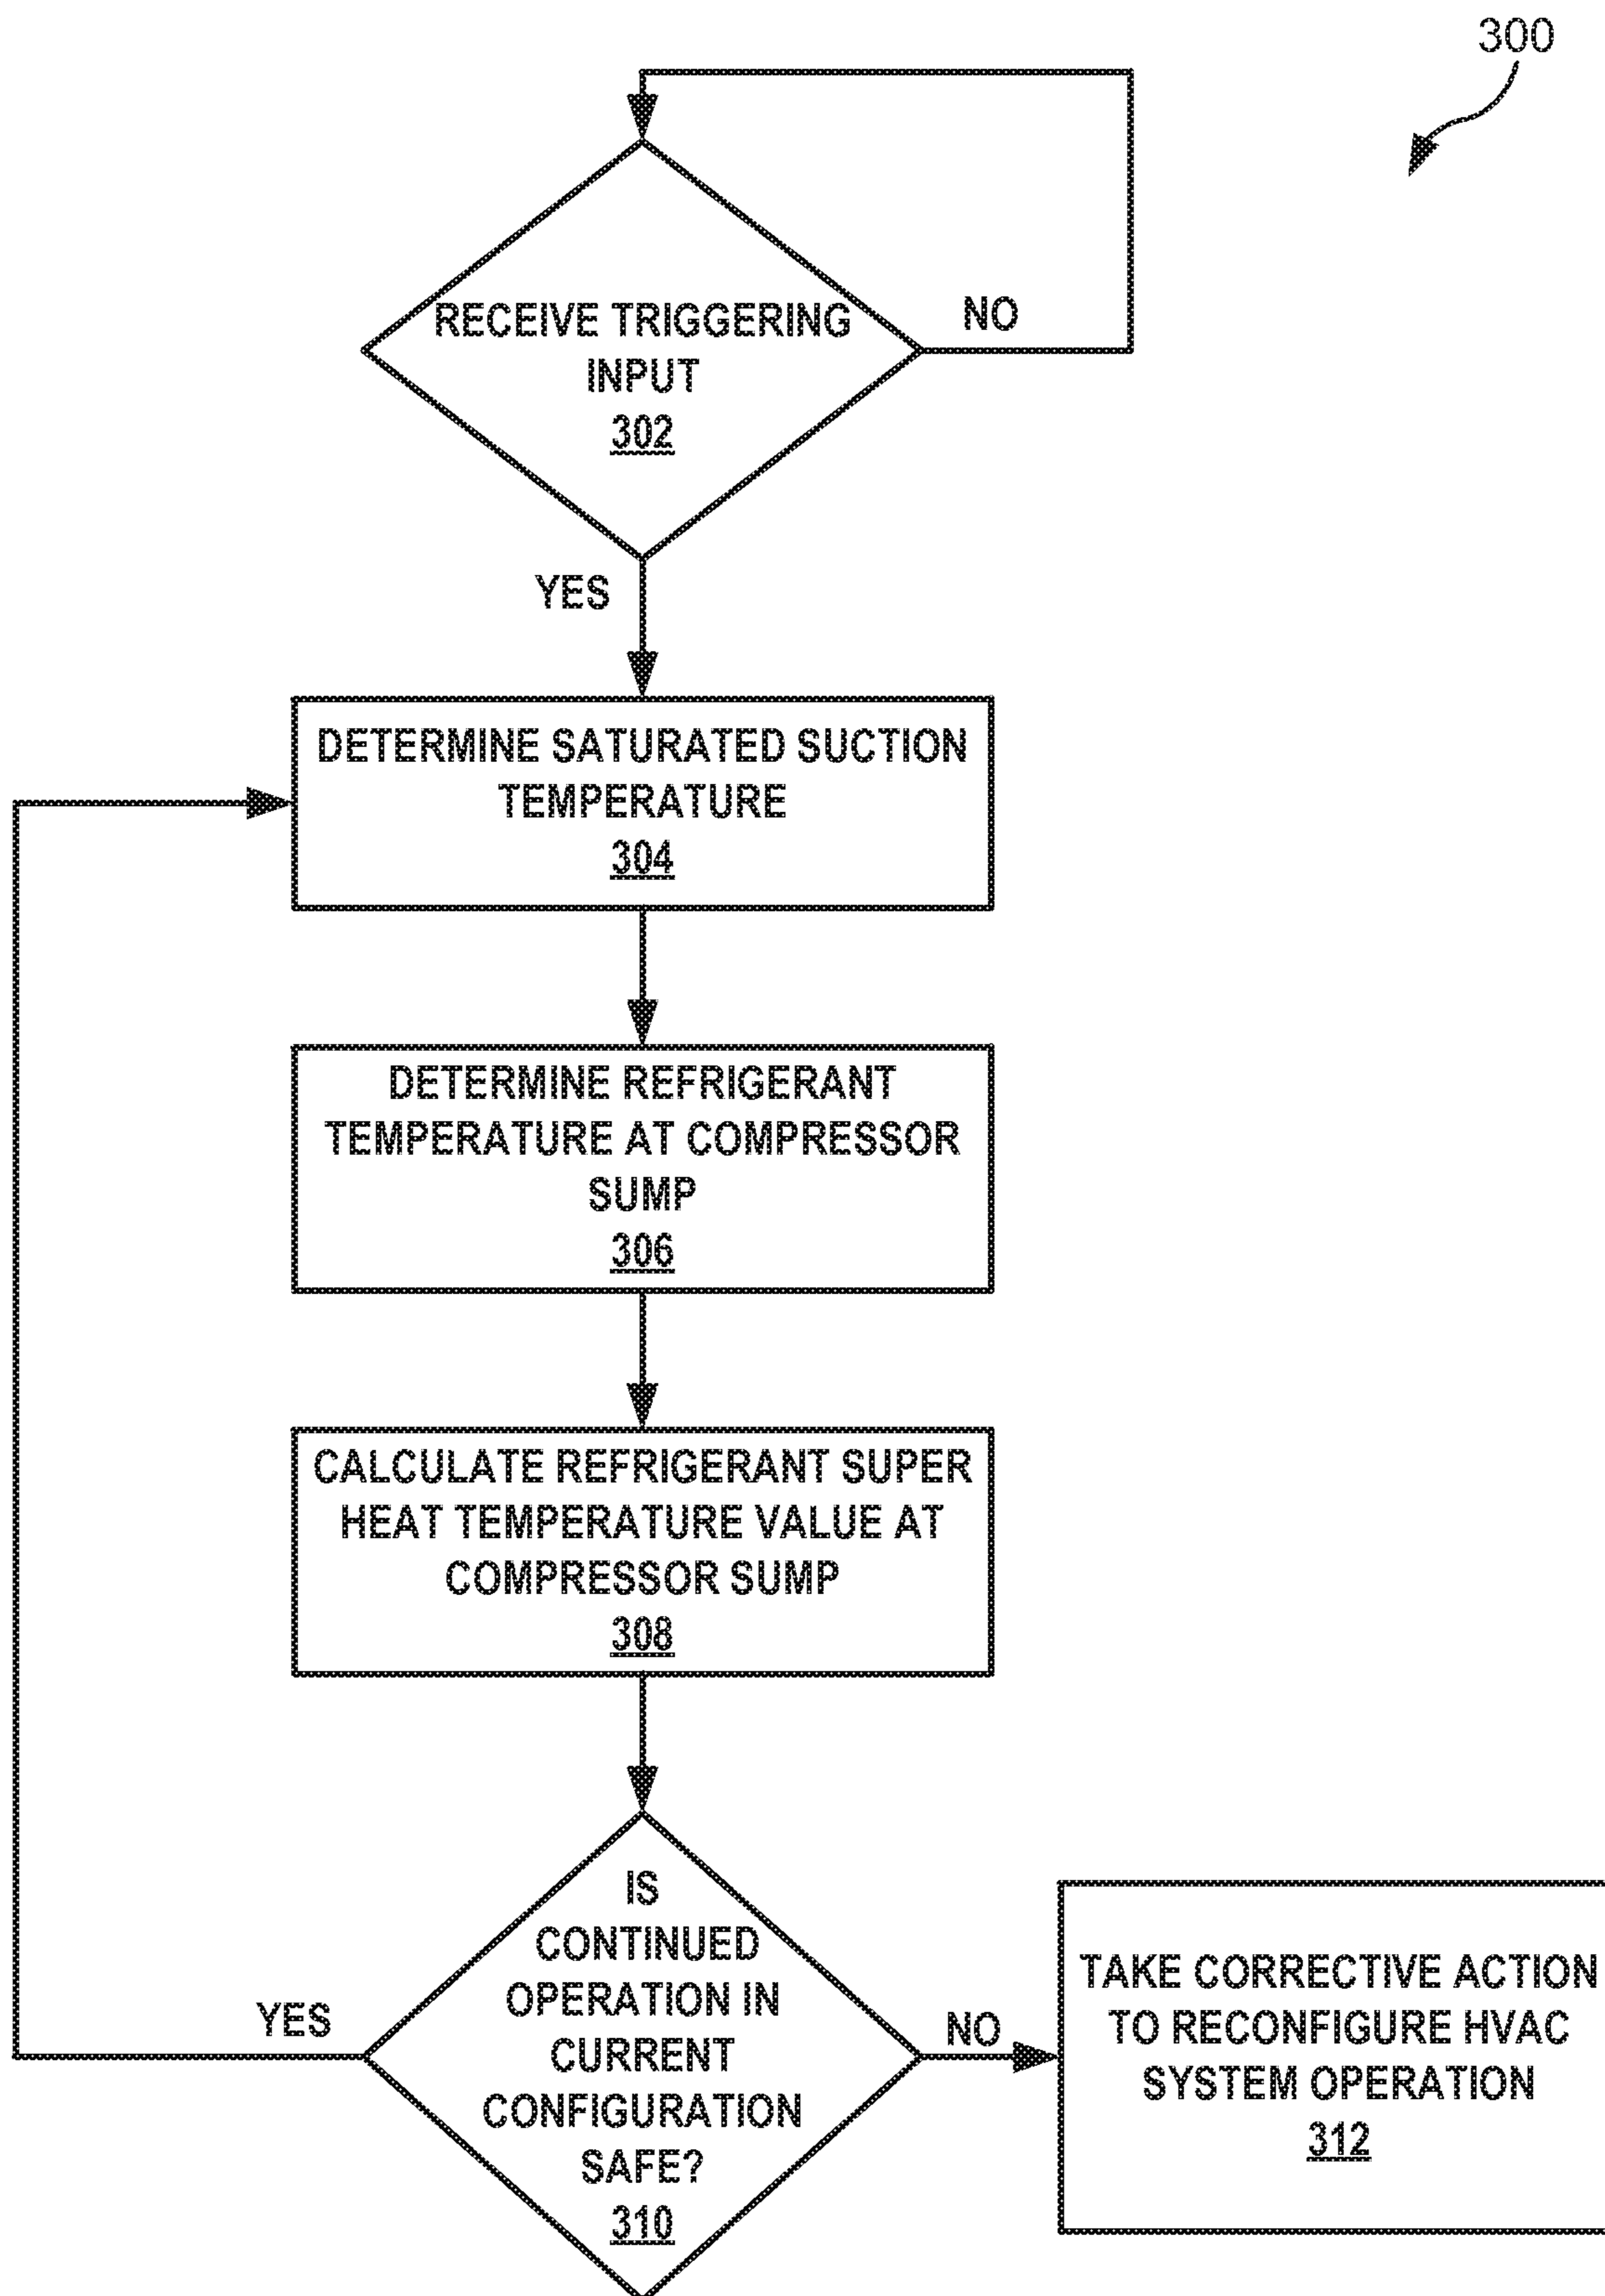 300
RECEIVE TRIGGERING
INPUT
302
NO
YES
DETERMINE SATURATED SUCTION
TEMPERATURE
304
DETERMINE REFRIGERANT
TEMPERATURE AT COMPRESSOR
SUMP
306
CALCULATE REFRIGERANT SUPER
HEAT TEMPERATURE VALUE AT
COMPRESSOR SUMP
308
IS
CONTINUED
OPERATION IN
CURRENT
CONFIGURATION
SAFE?
310
YES
NO
TAKE CORRECTIVE ACTION
TO RECONFIGURE HVAC
SYSTEM OPERATION
312